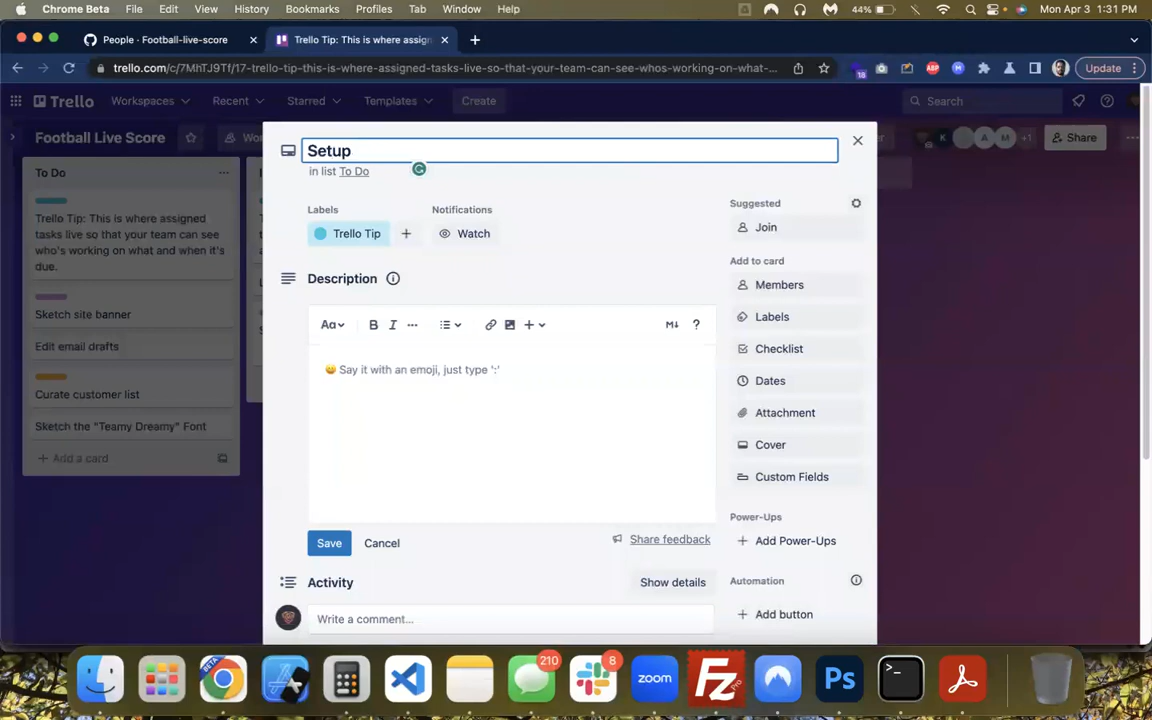 Chrome Beta File Edit View History Bookmarks Profiles Tab Window Help 44% Mon Apr 3 1:31 PM
People · Football-live-score
Trello Tip: This is where assign
trello.com/c/7MhTJ9Tf/17-trello-tip-this-is-where-assigned-tasks-live-so-that-your-team-can-see-whos-working-on-what-...
18
ABP
Update
Trello Workspaces Recent Starred Templates Create Search
Football Live Score
K A M +1 Share
To Do
Trello Tip: This is where assigned
tasks live so that your team can see
who's working on what and when it's
due.
Sketch site banner
Edit email drafts
Curate customer list
Sketch the "Teamy Dreamy" Font
+ Add a card
Setup
in list To Do
Labels
Trello Tip
+
Notifications
Watch
Description
Aa B I ... + M ?
😀 Say it with an emoji, just type ':'
Save Cancel
Share feedback
Activity
Show details
Write a comment...
Suggested
Join
Add to card
Members
Labels
Checklist
Dates
Attachment
Cover
Custom Fields
Power-Ups
+ Add Power-Ups
Automation
+ Add button
BETA
210
8
zoom
Fz
Pro
Ps
>_